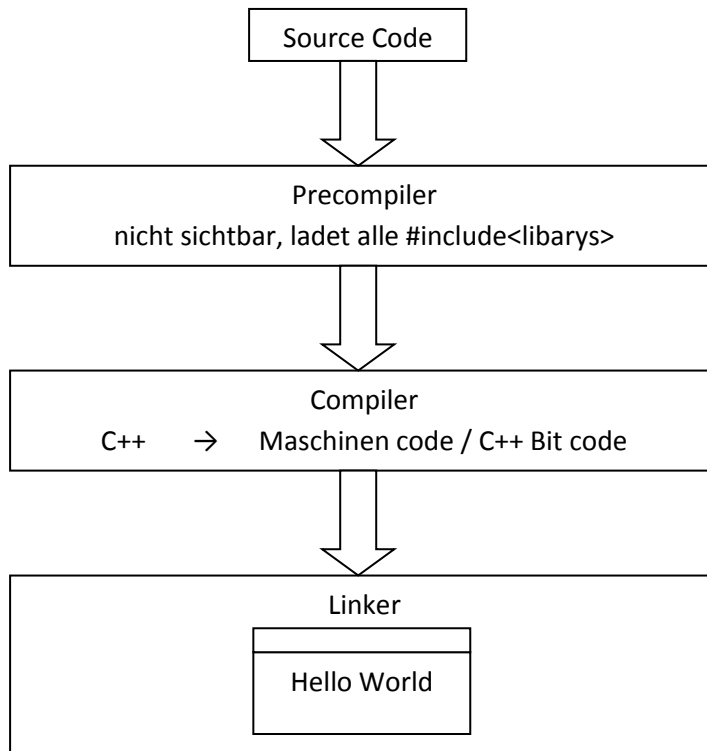 Source Code
Precompiler
nicht sichtbar, ladet alle #include<libarys>
Compiler
C++ → Maschinen code / C++ Bit code
Linker
Hello World